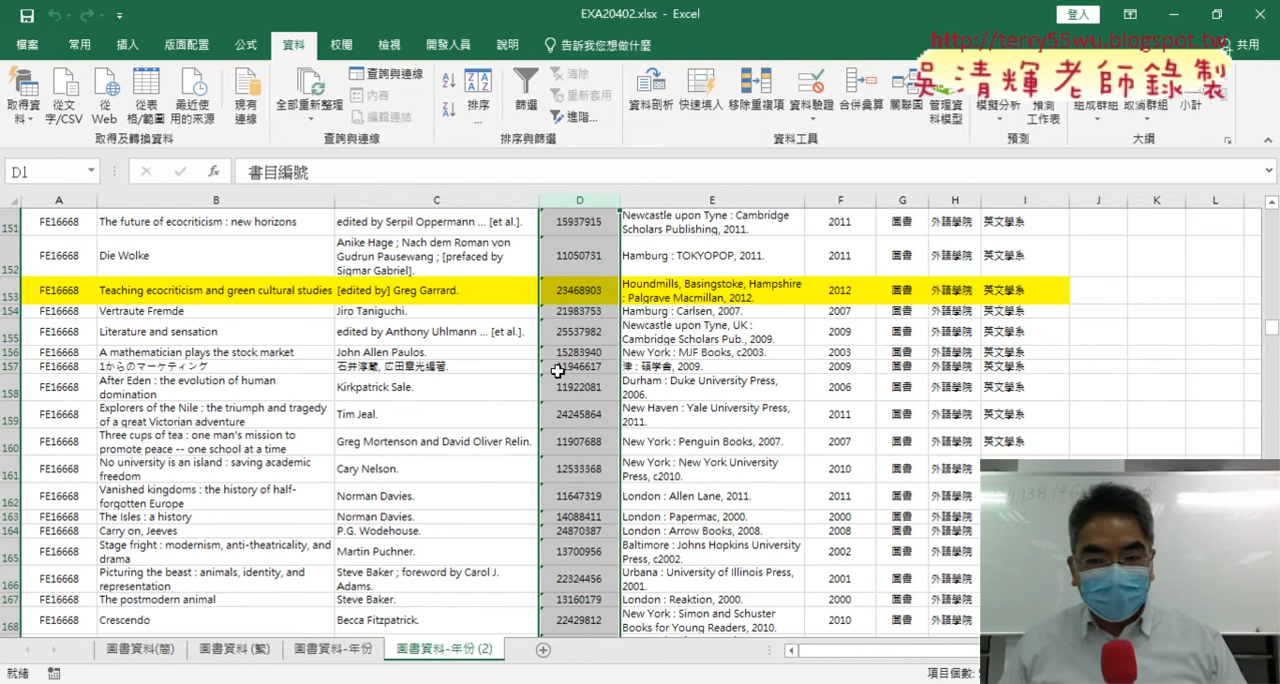 EXA20402.xlsx - Excel
登入
檔案 常用 插入 版面配置 公式 資料 校閱 檢視 開發人員 說明 告訴我您想做什麼 共用
http://terry55wu.blogspot.tw
吳清輝老師錄製
取得資料 從文字/CSV 從 Web 從表格/範圍 最近使用的來源 現有連線
全部重新整理 查詢與連線 內容 編輯連結
排序... 篩選 清除 重新套用 進階...
資料剖析 快速填入 移除重複項 資料驗證 合併彙算 關聯圖 管理資料模型
模擬分析 預測工作表 組成群組 取消群組 小計
取得及轉換資料 查詢與連線 排序與篩選 資料工具 預測 大綱
D1 fx 書目編號
A B C D E F G H I J K L
151 FE16668 The future of ecocriticism : new horizons edited by Serpil Oppermann ... [et al.]. 15937915 Newcastle upon Tyne : Cambridge Scholars Publishing, 2011. 2011 圖書 外語學院 英文學系
152 FE16668 Die Wolke Anike Hage ; Nach dem Roman von Gudrun Pausewang ; [prefaced by Sigmar Gabriel]. 11050731 Hamburg : TOKYOPOP, 2011. 2011 圖書 外語學院 英文學系
153 FE16668 Teaching ecocriticism and green cultural studies [edited by] Greg Garrard. 23468903 Houndmills, Basingstoke, Hampshire : Palgrave Macmillan, 2012. 2012 圖書 外語學院 英文學系
154 FE16668 Vertraute Fremde Jiro Taniguchi. 21983753 Hamburg : Carlsen, 2007. 2007 圖書 外語學院 英文學系
155 FE16668 Literature and sensation edited by Anthony Uhlmann ... [et al.]. 25537982 Newcastle upon Tyne, UK : Cambridge Scholars Pub., 2009. 2009 圖書 外語學院 英文學系
156 FE16668 A mathematician plays the stock market John Allen Paulos. 15283940 New York : MJF Books, c2003. 2003 圖書 外語學院 英文學系
157 FE16668 1からのマーケティング 石井淳蔵, 広田章光編著. 1946617 津 : 碩学舎, 2009. 2009 圖書 外語學院 英文學系
158 FE16668 After Eden : the evolution of human domination Kirkpatrick Sale. 11922081 Durham : Duke University Press, 2006. 2006 圖書 外語學院 英文學系
159 FE16668 Explorers of the Nile : the triumph and tragedy of a great Victorian adventure Tim Jeal. 24245864 New Haven : Yale University Press, 2011. 2011 圖書 外語學院 英文學系
160 FE16668 Three cups of tea : one man's mission to promote peace -- one school at a time Greg Mortenson and David Oliver Relin. 11907688 New York : Penguin Books, 2007. 2007 圖書 外語學院 英文學系
161 FE16668 No university is an island : saving academic freedom Cary Nelson. 12533368 New York : New York University Press, c2010. 2010 圖書 外語學院
162 FE16668 Vanished kingdoms : the history of half-forgotten Europe Norman Davies. 11647319 London : Allen Lane, 2011. 2011 圖書 外語學院
163 FE16668 The Isles : a history Norman Davies. 14088411 London : Papermac, 2000. 2000 圖書 外語學院
164 FE16668 Carry on, Jeeves P.G. Wodehouse. 24870387 London : Arrow Books, 2008. 2008 圖書 外語學院
165 FE16668 Stage fright : modernism, anti-theatricality, and drama Martin Puchner. 13700956 Baltimore : Johns Hopkins University Press, c2002. 2002 圖書 外語學院
166 FE16668 Picturing the beast : animals, identity, and representation Steve Baker ; foreword by Carol J. Adams. 22324456 Urbana : University of Illinois Press, 2001. 2001 圖書 外語學院
167 FE16668 The postmodern animal Steve Baker. 13160179 London : Reaktion, 2000. 2000 圖書 外語學院
168 FE16668 Crescendo Becca Fitzpatrick. 22429812 New York : Simon and Schuster Books for Young Readers, 2010. 2010 圖書 外語學院
圖書資料(簡) 圖書資料 (繁) 圖書資料-年份 圖書資料-年份 (2)
就緒 項目個數: